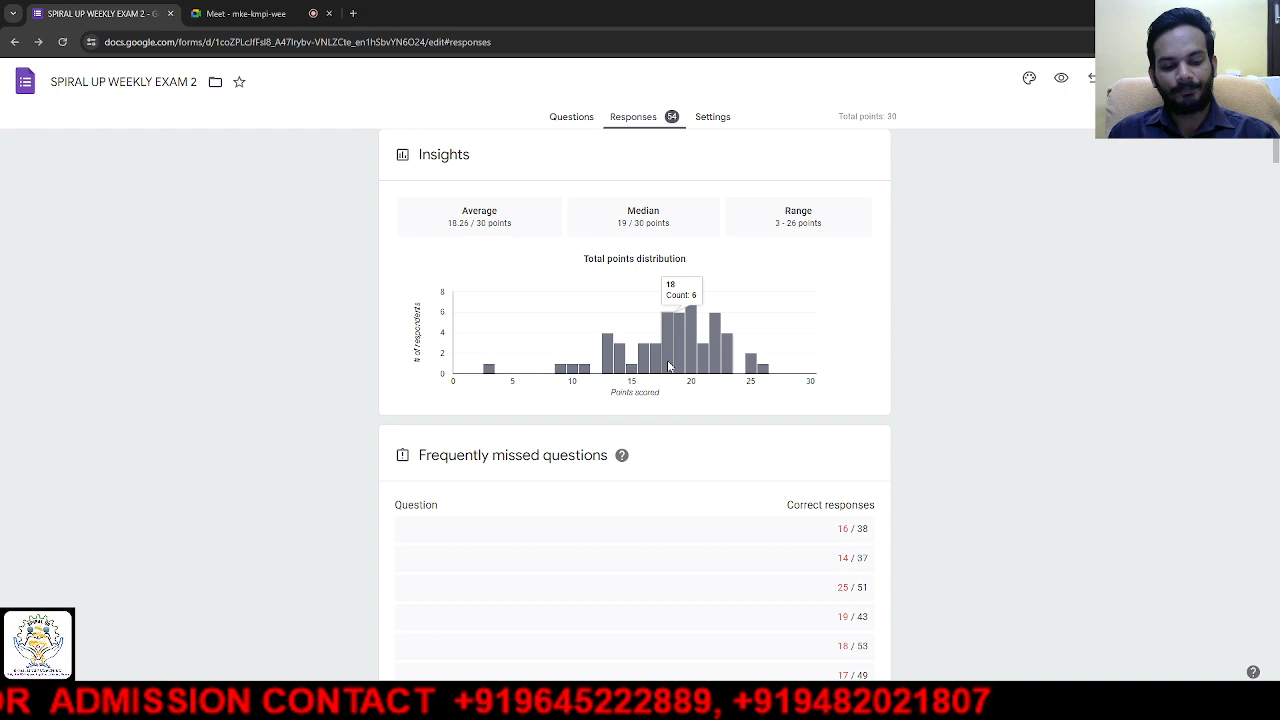 SPIRAL UP WEEKLY EXAM 2 - G
Meet - mke-kmpi-wee
docs.google.com/forms/d/1coZPLcJfFsI8_A47Irybv-VNLZCte_en1hSbvYN6O24/edit#responses
SPIRAL UP WEEKLY EXAM 2
Questions Responses 54 Settings Total points: 30
Insights
Average Median Range
18.26 / 30 points 19 / 30 points 3 - 26 points
Total points distribution
18
Count: 6
8
6
4
2
0
# of respondents
0 5 10 15 20 25 30
Points scored
Frequently missed questions
Question Correct responses
16 / 38
14 / 37
25 / 51
19 / 43
18 / 53
17 / 49
OR ADMISSION CONTACT +919645222889, +919482021807